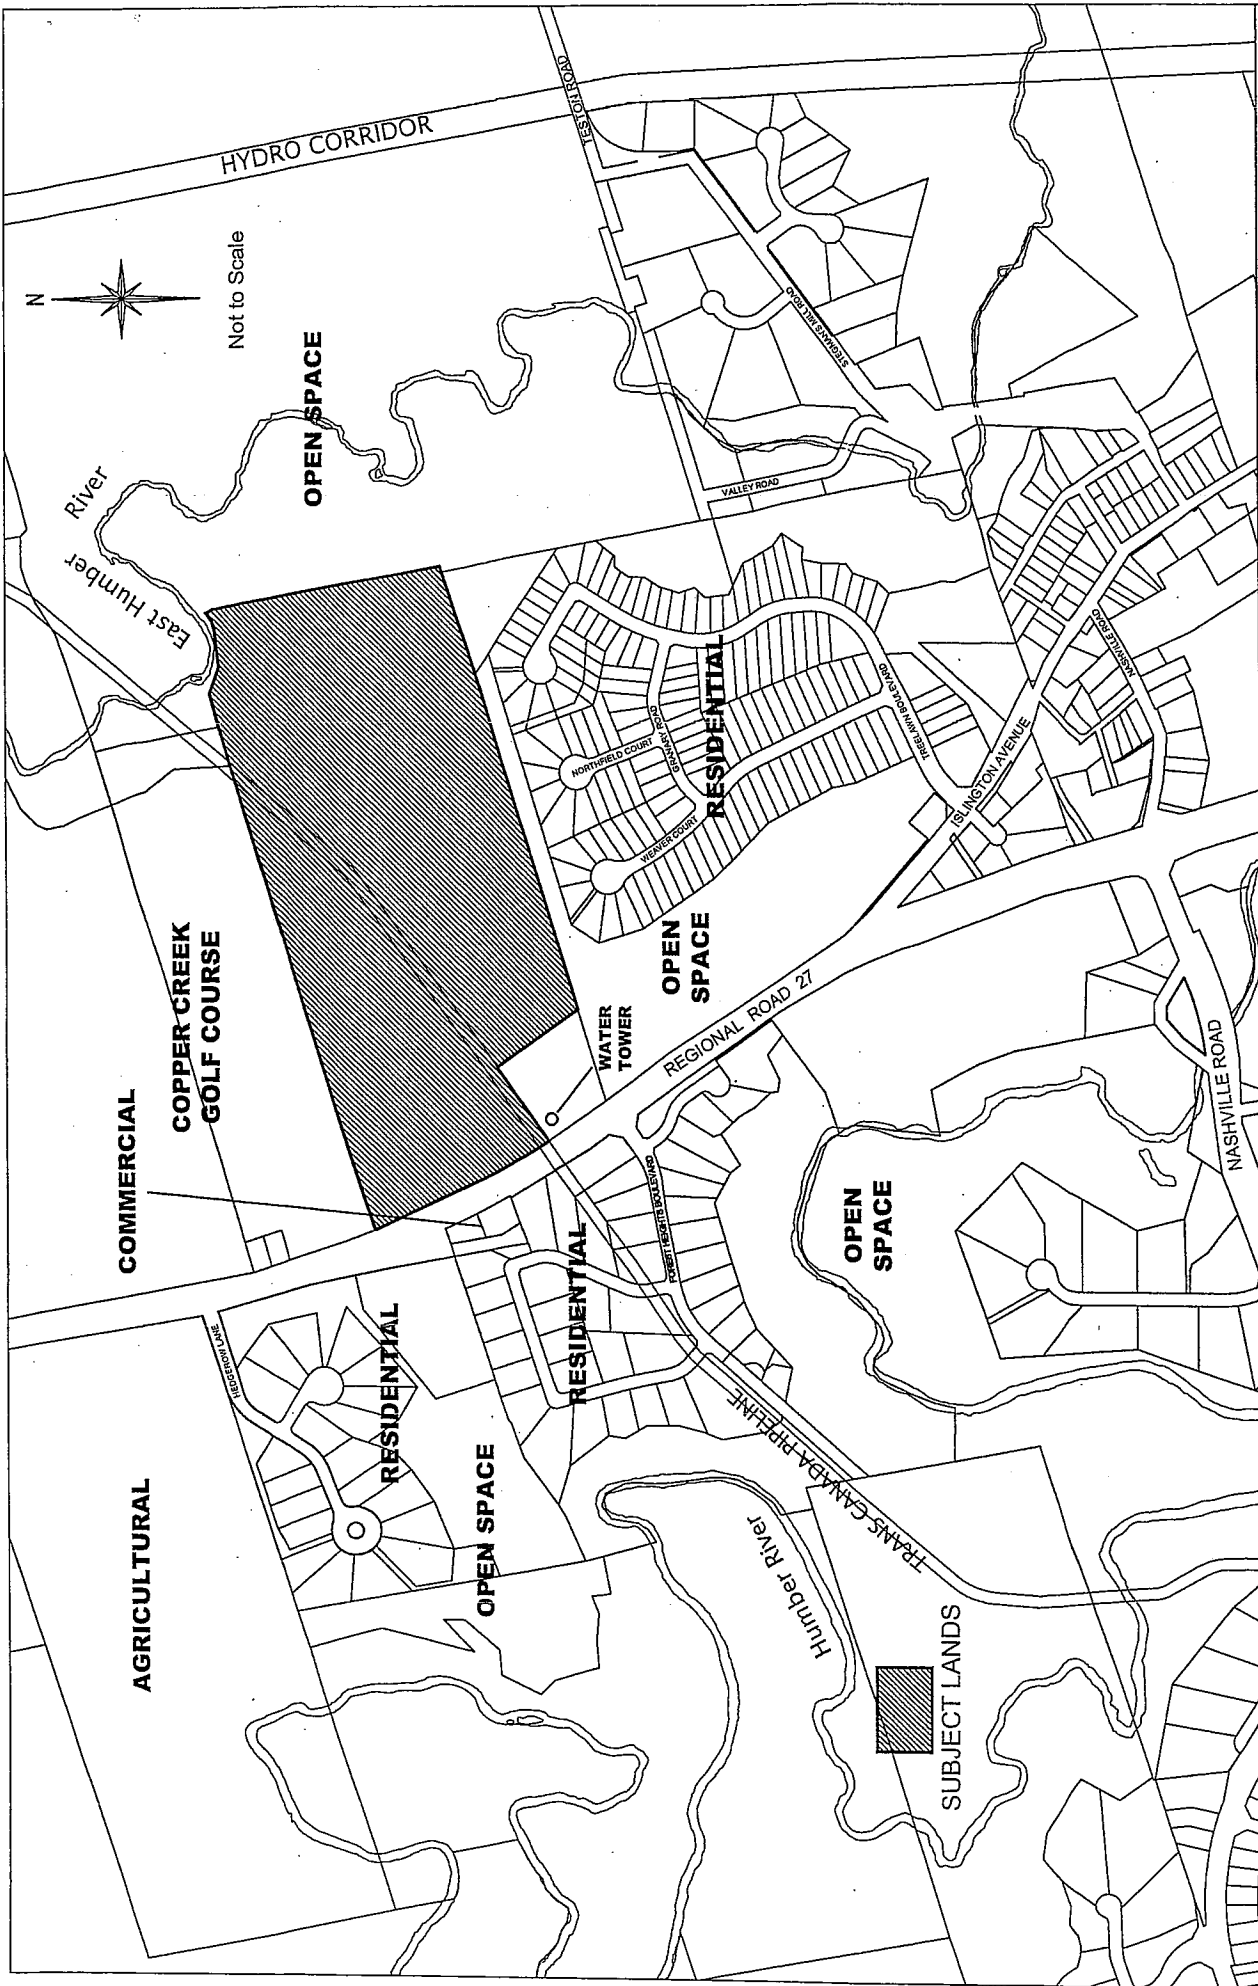 HYDRO CORRIDOR
TESTON ROAD
N
Not to Scale
OPEN SPACE
East Humber
River
STEGMAN'S MILL ROAD
VALLEY ROAD
COPPER CREEK
GOLF COURSE
COMMERCIAL
NORTHFIELD COURT
GRANARY ROAD
WEAVER COURT
RESIDENTIAL
TREELAWN BOULEVARD
ISLINGTON AVENUE
NASHVILLE ROAD
OPEN
SPACE
WATER
TOWER
REGIONAL ROAD 27
FOREST HEIGHTS BOULEVARD
RESIDENTIAL
HEDGEROW LANE
RESIDENTIAL
AGRICULTURAL
OPEN SPACE
TRANS CANADA PIPELINE
OPEN
SPACE
NASHVILLE ROAD
Humber River
SUBJECT LANDS